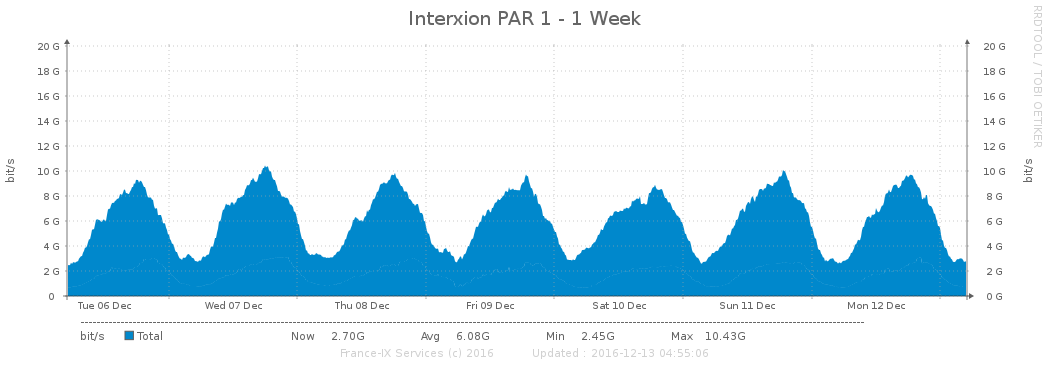 Interxion PAR 1 - 1 Week
RRDTOOL / TOBI OETIKER
bit/s
20 G
18 G
16 G
14 G
12 G
10 G
8 G
6 G
4 G
2 G
0
20 G
18 G
16 G
14 G
12 G
10 G
8 G
6 G
4 G
2 G
0 G
bit/s
Tue 06 Dec Wed 07 Dec Thu 08 Dec Fri 09 Dec Sat 10 Dec Sun 11 Dec Mon 12 Dec
bit/s Total Now 2.70G Avg 6.08G Min 2.45G Max 10.43G
France-IX Services (c) 2016 Updated : 2016-12-13 04:55:06